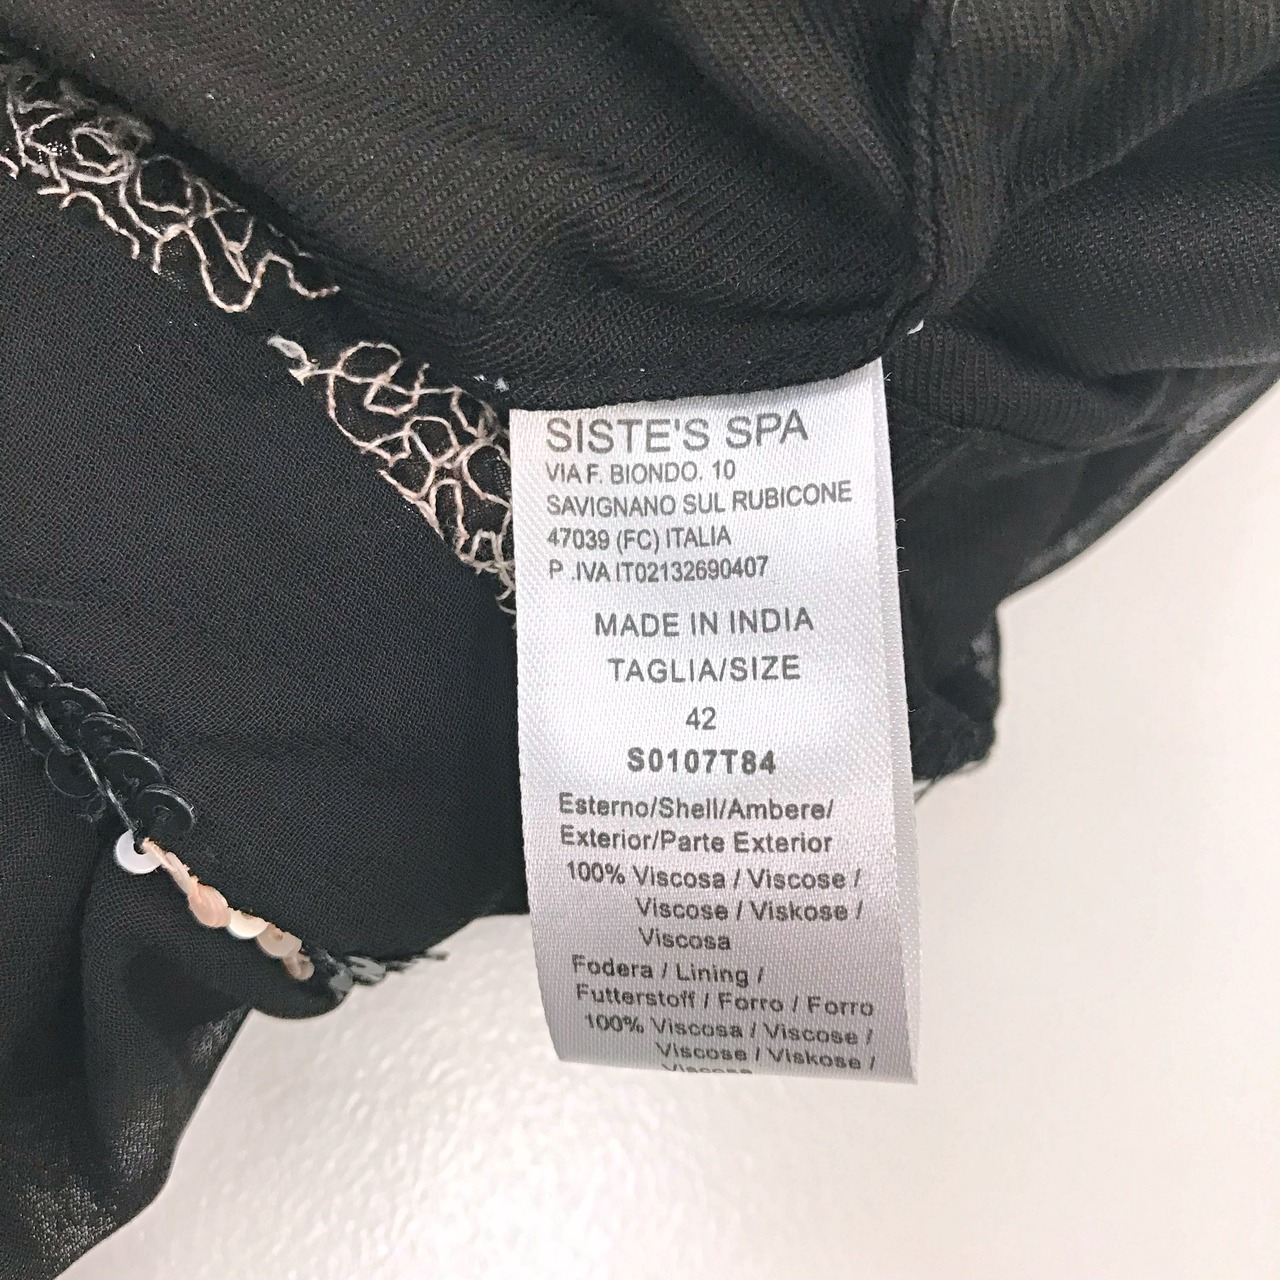 SISTE'S SPA
VIA F. BIONDO. 10
SAVIGNANO SUL RUBICONE
47039 (FC) ITALIA
P .IVA IT02132690407
MADE IN INDIA
TAGLIA/SIZE
42
S0107T84
Esterno/Shell/Ambere/
Exterior/Parte Exterior
100% Viscosa / Viscose /
Viscose / Viskose /
Viscosa
Fodera / Lining /
Futterstoff / Forro / Forro
100% Viscosa / Viscose /
Viscose / Viskose /
Viscosa